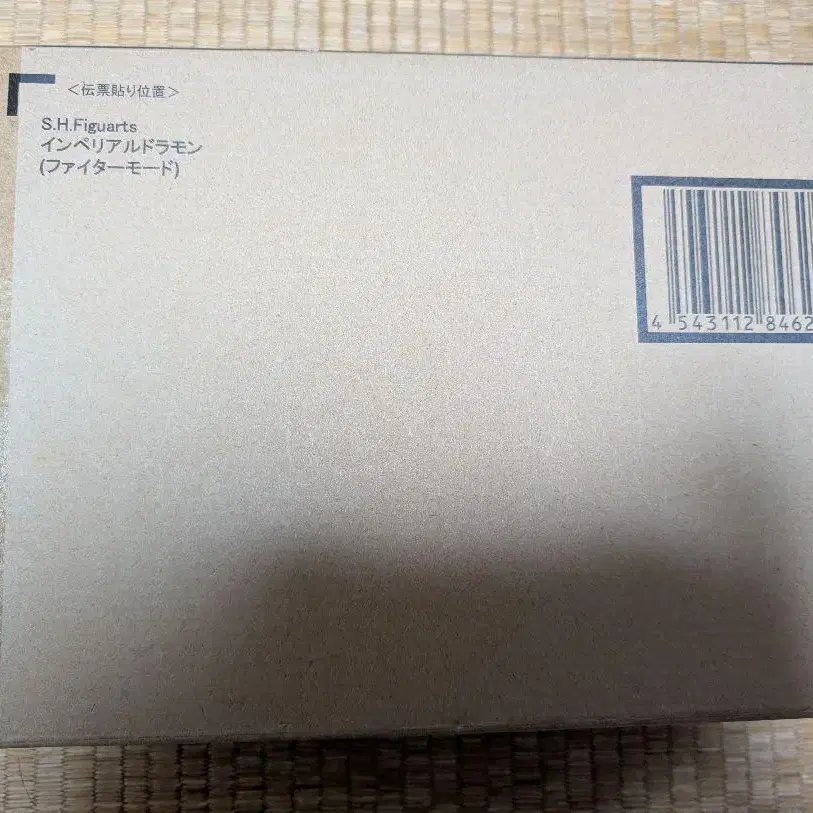 <伝票貼り位置>
S.H.Figuarts
インペリアルドラモン
(ファイターモード)
4 543112 8462